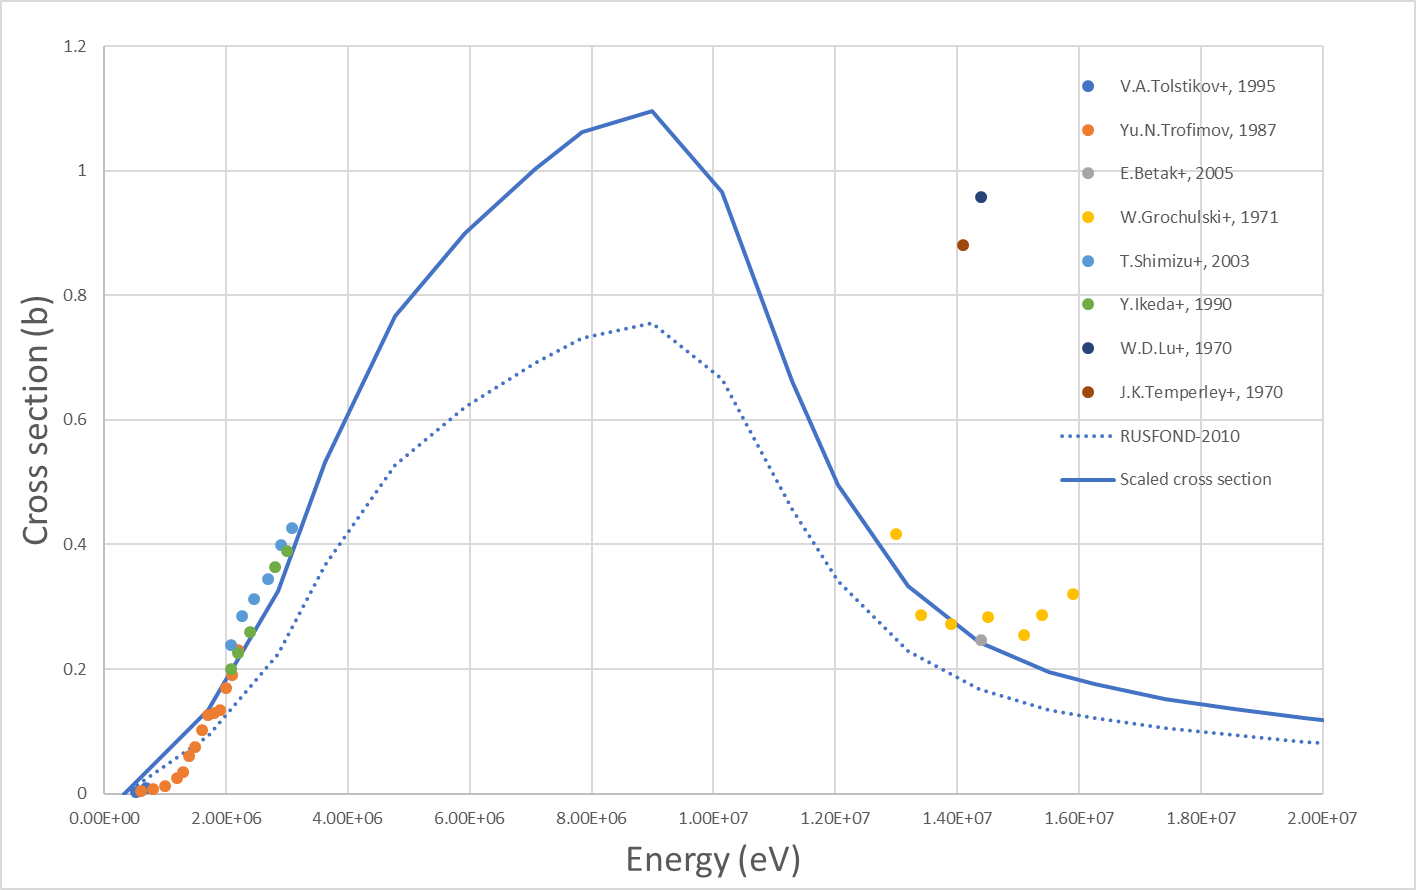 1.2
1
0.8
0.6
0.4
0.2
0
Cross section (b)
V.A.Tolstikov+, 1995
Yu.N.Trofimov, 1987
E.Betak+, 2005
W.Grochulski+, 1971
T.Shimizu+, 2003
Y.Ikeda+, 1990
W.D.Lu+, 1970
J.K.Temperley+, 1970
RUSFOND-2010
Scaled cross section
0.00E+00 2.00E+06 4.00E+06 6.00E+06 8.00E+06 1.00E+07 1.20E+07 1.40E+07 1.60E+07 1.80E+07 2.00E+07
Energy (eV)